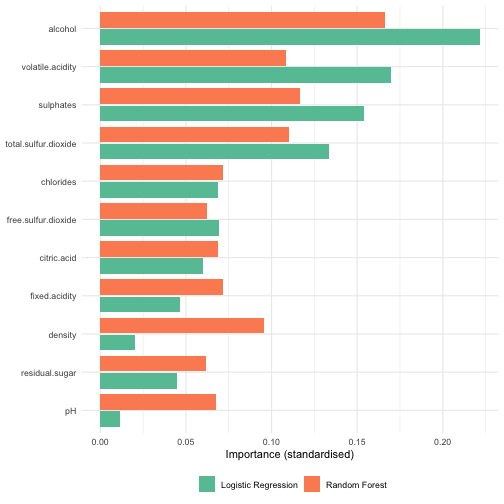 alcohol
volatile.acidity
sulphates
total.sulfur.dioxide
chlorides
free.sulfur.dioxide
citric.acid
fixed.acidity
density
residual.sugar
pH
0.00 0.05 0.10 0.15 0.20
Importance (standardised)
Logistic Regression Random Forest